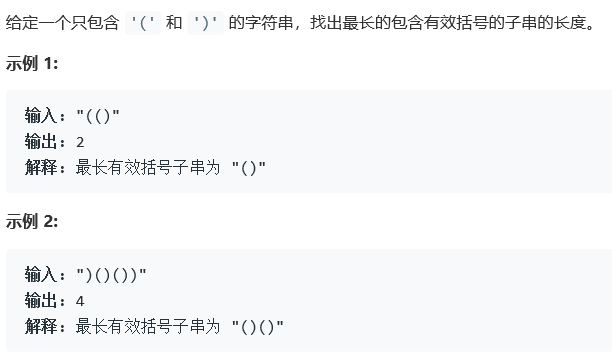 给定一个只包含 '(' 和 ')' 的字符串，找出最长的包含有效括号的子串的长度。
示例 1:
输入: "(()"
输出: 2
解释: 最长有效括号子串为 "()"
示例 2:
输入: ")()())"
输出: 4
解释: 最长有效括号子串为 "()()"